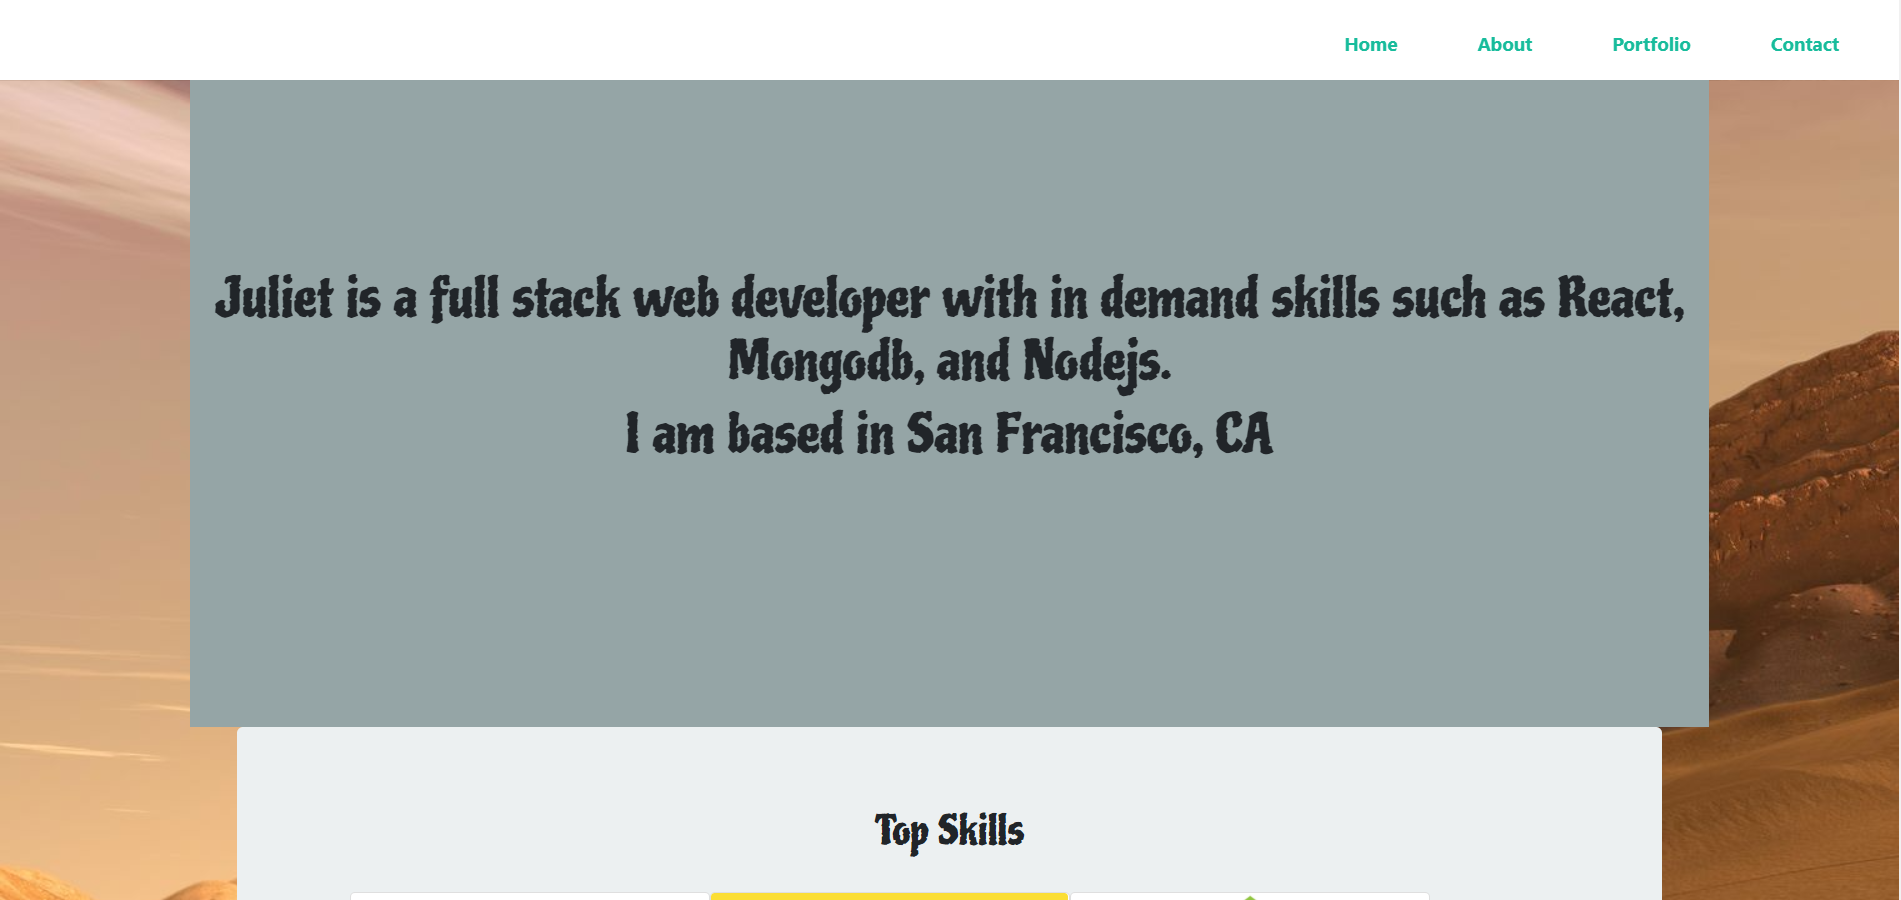 Home About Portfolio Contact
Juliet is a full stack web developer with in demand skills such as React,
Mongodb, and Nodejs.
I am based in San Francisco, CA
Top Skills